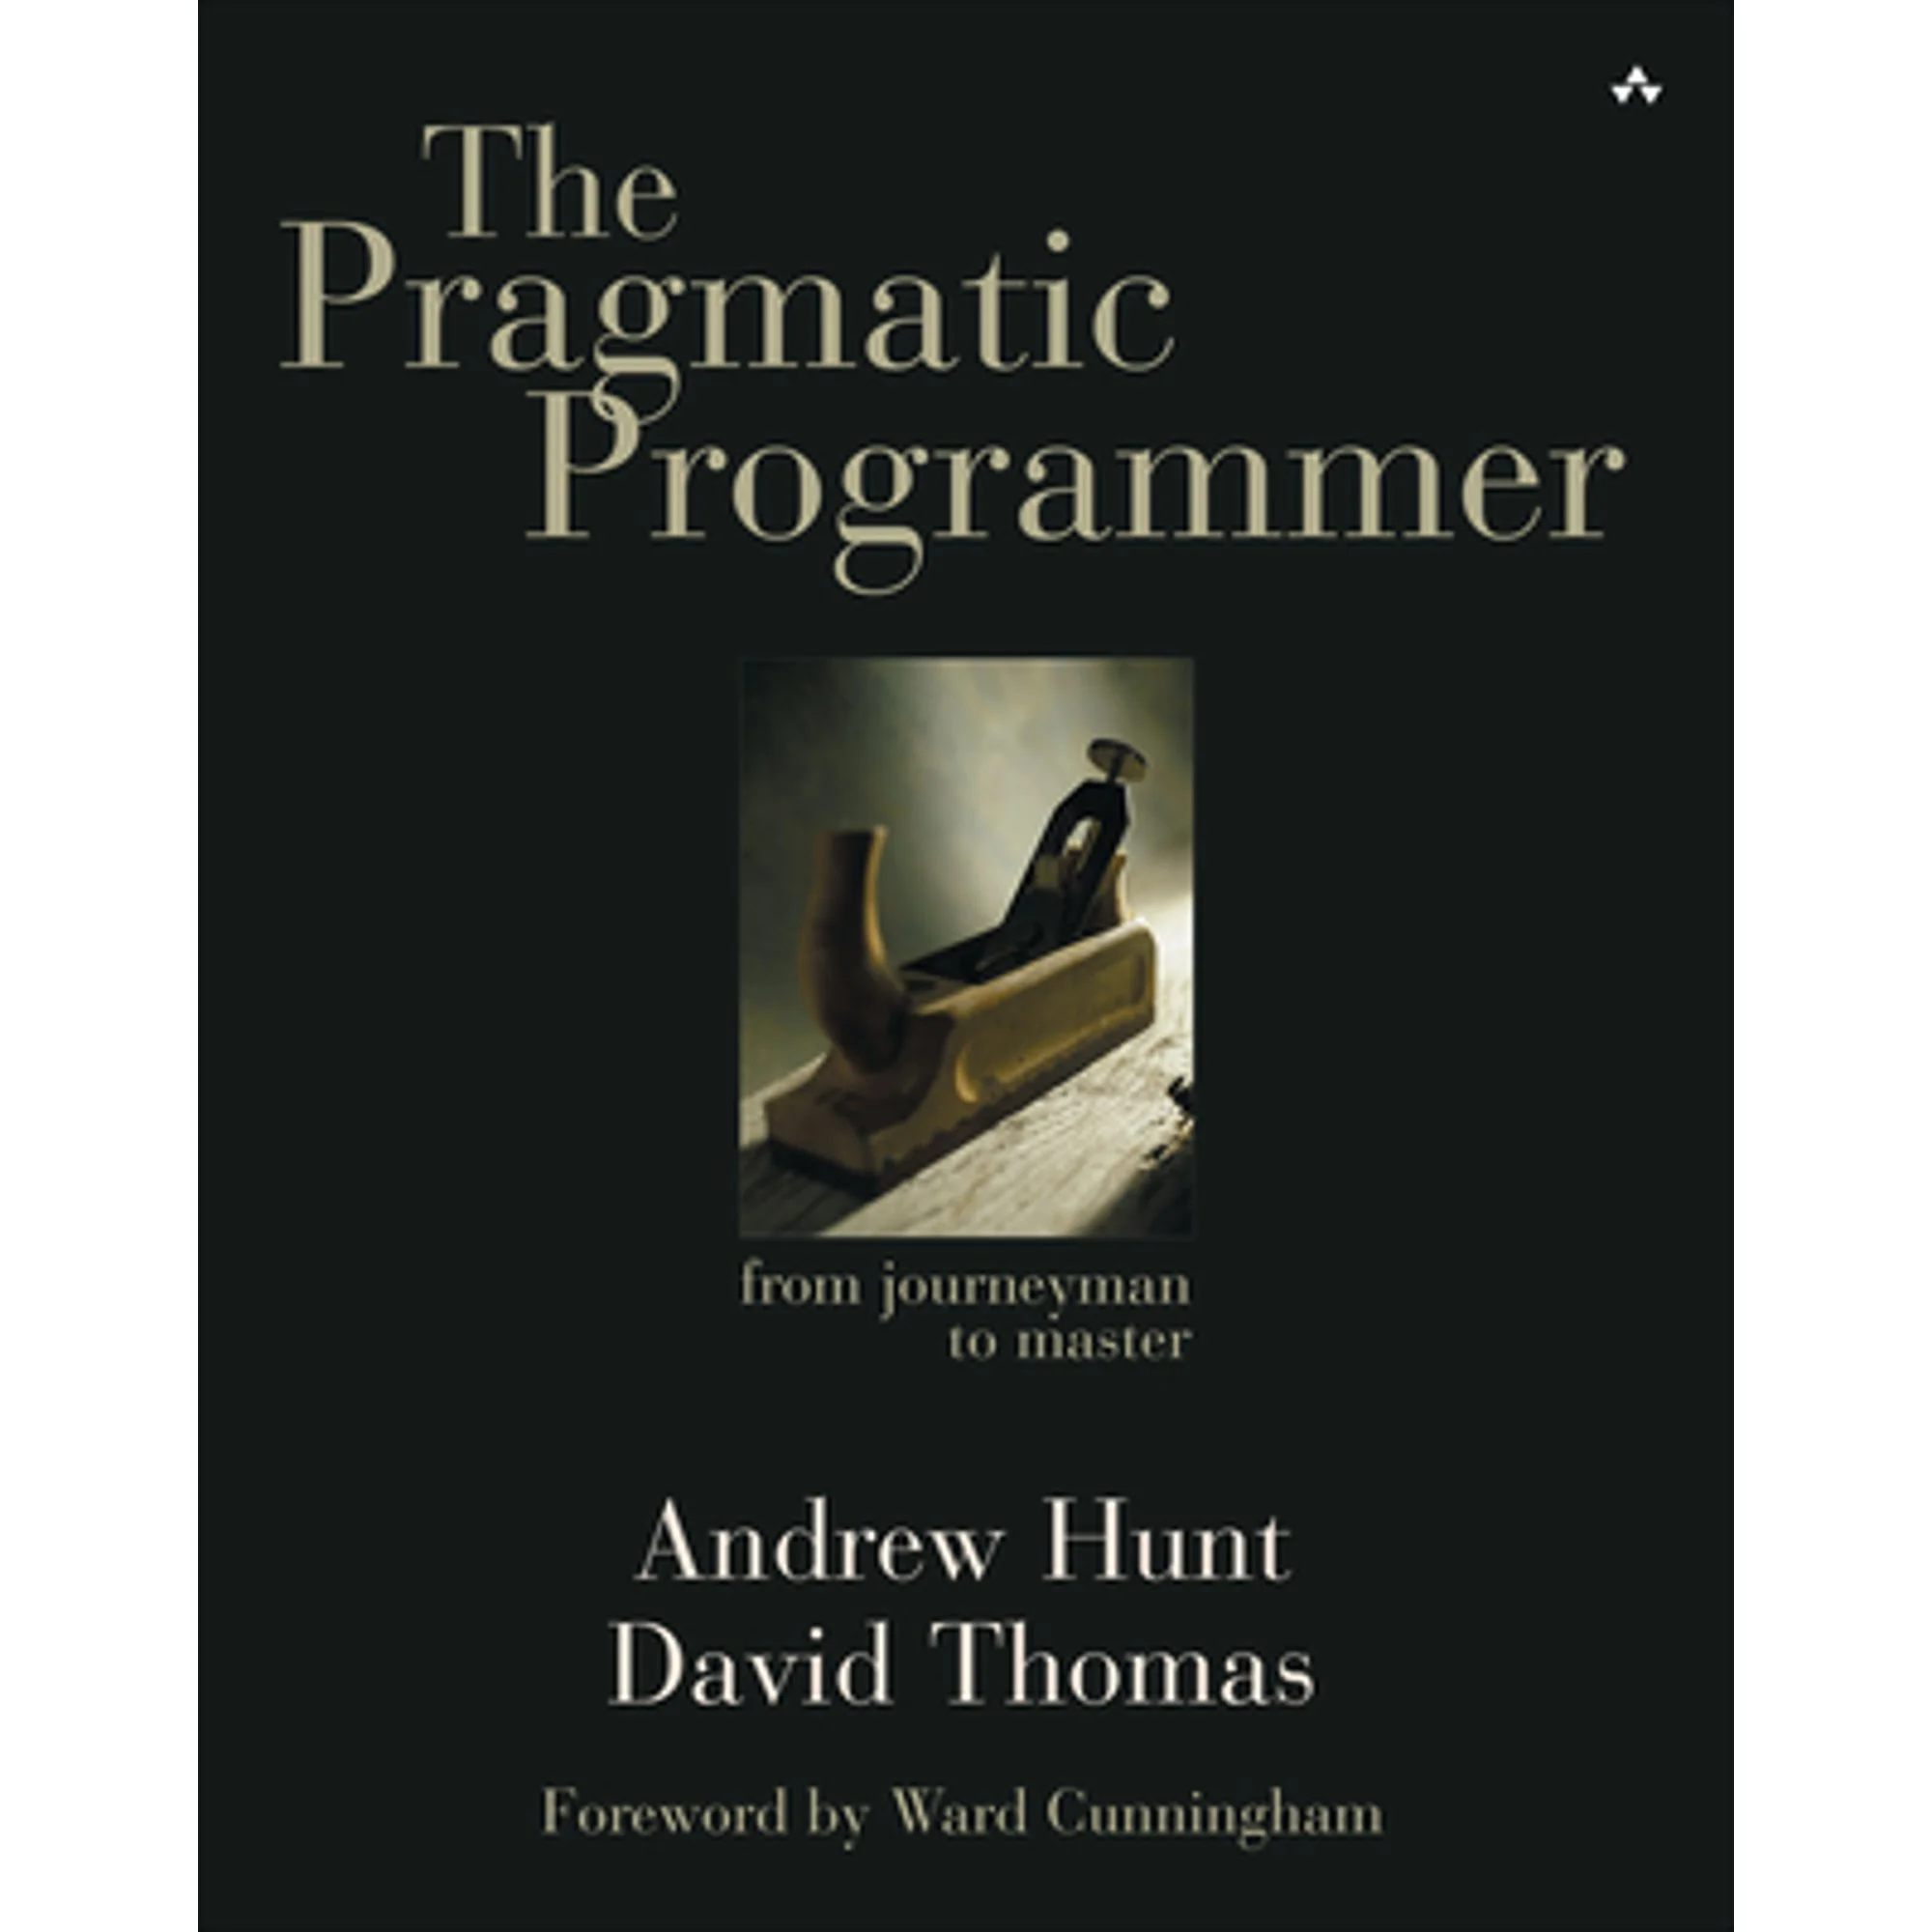 The
Pragmatic
Programmer
from journeyman
to master
Andrew Hunt
David Thomas
Foreword by Ward Cunningham